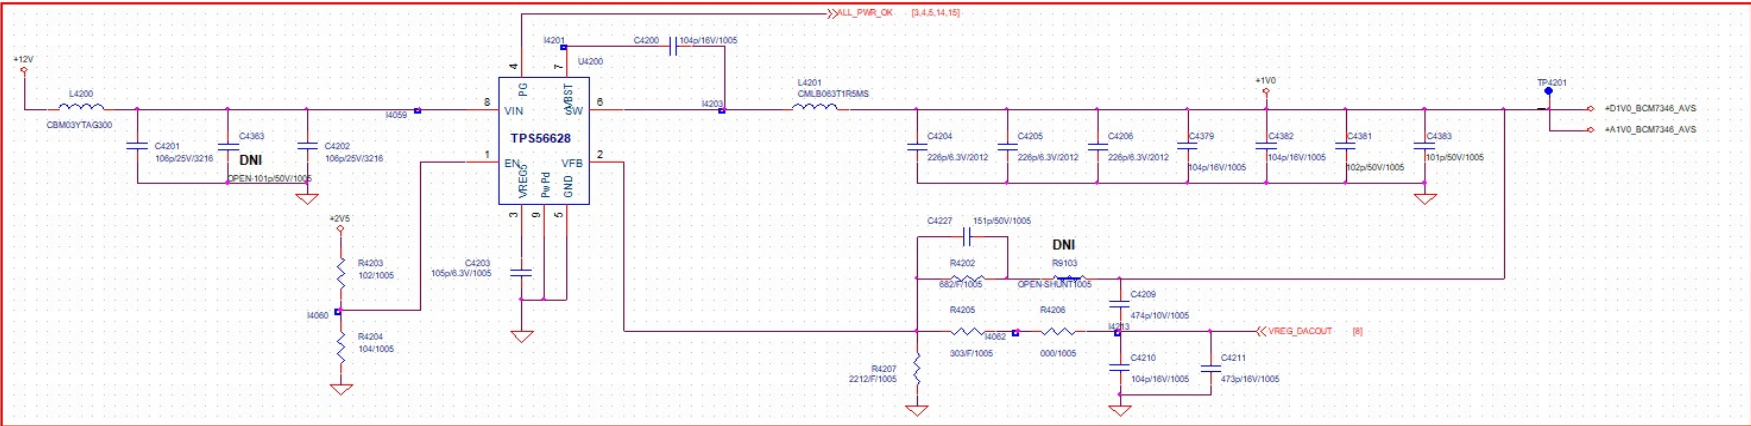 ALL_PWR_OK [3,4,5,14,15]
I4201
C4200
104p/16V/1005
+12V
U4200
4
7
L4200
PG
VBST
L4201
CMLB063T1R5MS
+1V0
TP4201
8
VIN
SW
6
I4059
I4203
+D1V0_BCM7346_AVS
CBM03YTAG300
+A1V0_BCM7346_AVS
C4201
106p/25V/3216
C4363
DNI
OPEN-101p/50V/1005
C4202
106p/25V/3216
TPS56628
C4204
226p/6.3V/2012
C4205
226p/6.3V/2012
C4206
226p/6.3V/2012
C4379
104p/16V/1005
C4382
104p/16V/1005
C4381
102p/50V/1005
C4383
101p/50V/1005
1
EN
VFB
2
VREG5
PwPd
GND
3
9
5
+2V5
C4227
151p/50V/1005
DNI
R4203
102/1005
C4203
105p/6.3V/1005
R4202
682/F/1005
R9103
OPEN-SHUNT1005
C4209
474p/10V/1005
I4060
R4204
104/1005
R4205
303/F/1005
I4062
R4206
000/1005
I4213
VREG_DACOUT [8]
R4207
2212/F/1005
C4210
104p/16V/1005
C4211
473p/16V/1005